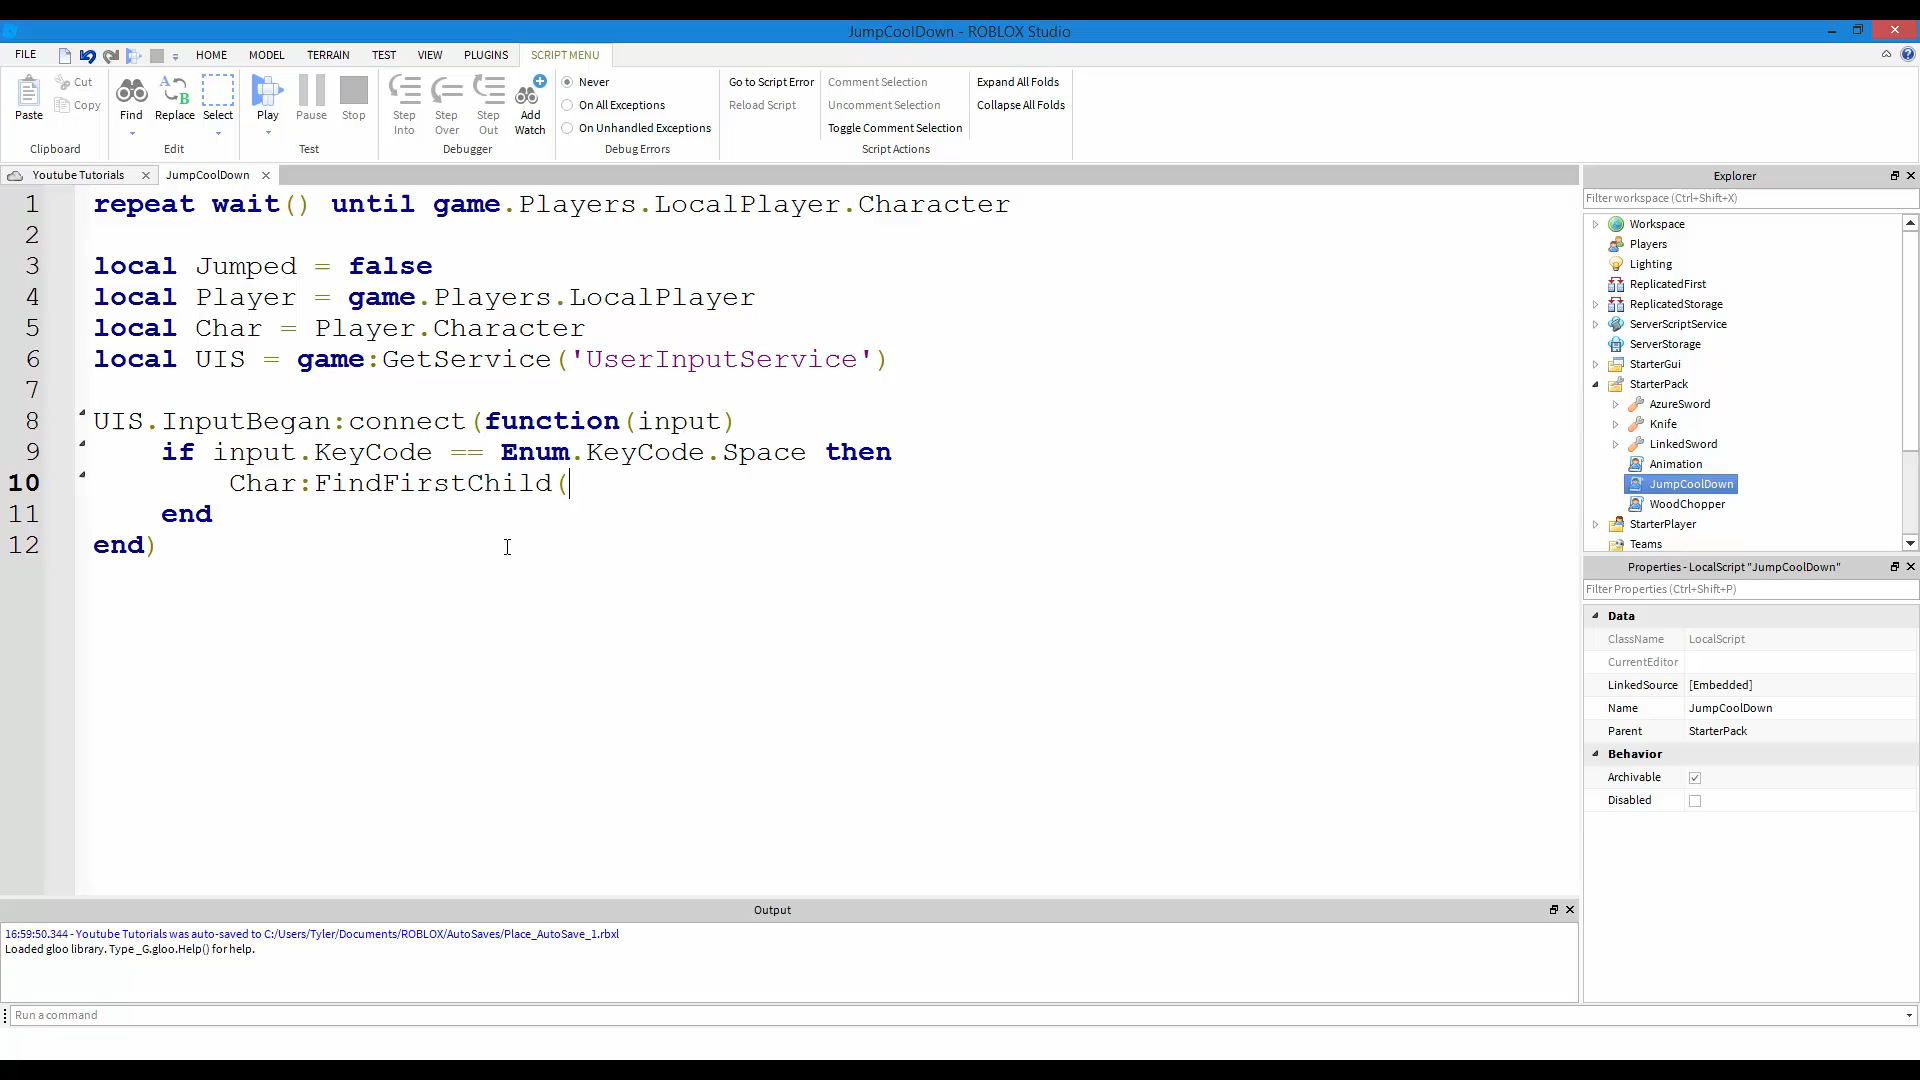 JumpCoolDown - ROBLOX Studio
FILE HOME MODEL TERRAIN TEST VIEW PLUGINS SCRIPT MENU
Paste
Cut
Copy
Clipboard
Find
Replace
Select
Edit
Play
Pause
Stop
Test
Step Into
Step Over
Step Out
Add Watch
Debugger
Never
On All Exceptions
On Unhandled Exceptions
Debug Errors
Go to Script Error
Reload Script
Comment Selection
Uncomment Selection
Toggle Comment Selection
Script Actions
Expand All Folds
Collapse All Folds
Youtube Tutorials
JumpCoolDown
1 repeat wait() until game.Players.LocalPlayer.Character
2
3 local Jumped = false
4 local Player = game.Players.LocalPlayer
5 local Char = Player.Character
6 local UIS = game:GetService('UserInputService')
7
8 UIS.InputBegan:connect(function(input)
9 if input.KeyCode == Enum.KeyCode.Space then
10 Char:FindFirstChild(
11 end
12 end)
Explorer
Filter workspace (Ctrl+Shift+X)
Workspace
Players
Lighting
ReplicatedFirst
ReplicatedStorage
ServerScriptService
ServerStorage
StarterGui
StarterPack
AzureSword
Knife
LinkedSword
Animation
JumpCoolDown
WoodChopper
StarterPlayer
Teams
Properties - LocalScript "JumpCoolDown"
Filter Properties (Ctrl+Shift+P)
Data
ClassName LocalScript
CurrentEditor
LinkedSource [Embedded]
Name JumpCoolDown
Parent StarterPack
Behavior
Archivable
Disabled
Output
16:59:50.344 - Youtube Tutorials was auto-saved to C:/Users/Tyler/Documents/ROBLOX/AutoSaves/Place_AutoSave_1.rbxl
Loaded gloo library. Type _G.gloo.Help() for help.
Run a command